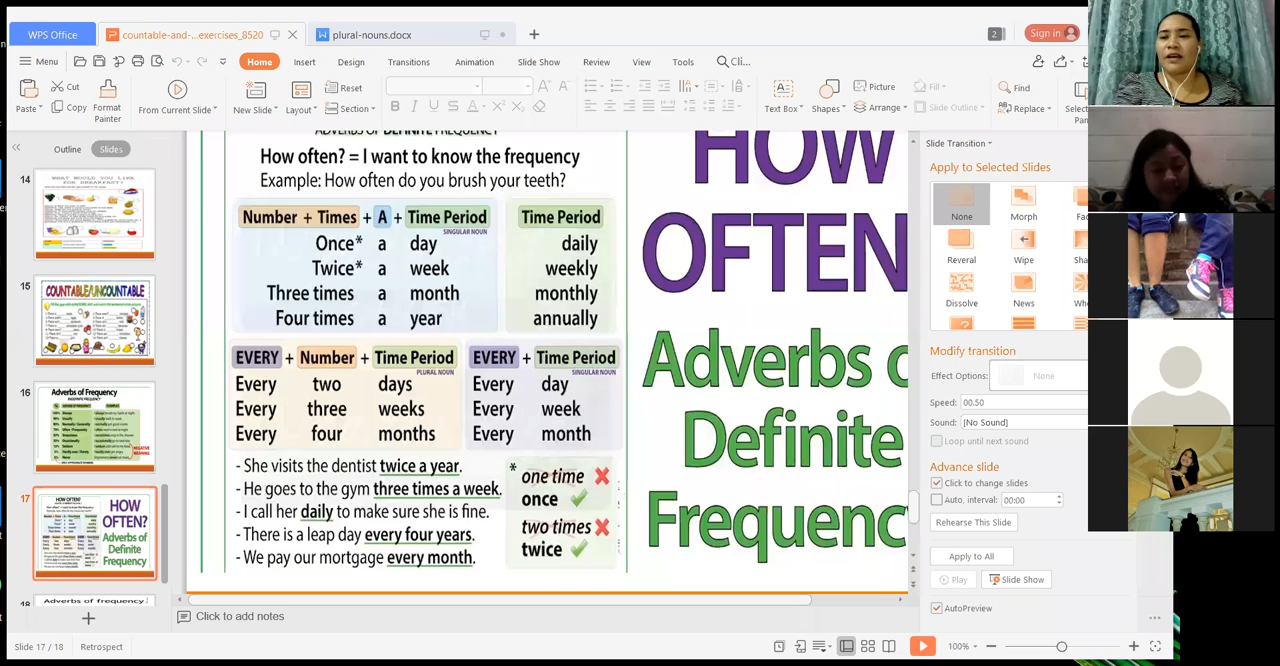 WPS Office
countable-and-...exercises_8520
plural-nouns.docx
2
Sign in
Menu
Home
Insert
Design
Transitions
Animation
Slide Show
Review
View
Tools
Cli...
Paste
Cut
Copy
Format Painter
From Current Slide
New Slide
Layout
Reset
Section
B I U S A X² X₂
Text Box
Shapes
Picture
Arrange
Fill
Slide Outline
Find
Replace
Outline
Slides
14
WHAT WOULD YOU LIKE
FOR BREAKFAST?
15
COUNTABLE/UNCOUNTABLE
16
Adverbs of Frequency
17
HOW OFTEN?
HOW
OFTEN?
Adverbs of
Definite
Frequency
18
Adverbs of frequency
ADVERBS OF DEFINITE FREQUENCY
How often? = I want to know the frequency
Example: How often do you brush your teeth?
Number + Times + A + Time Period
SINGULAR NOUN
Once* a day
Twice* a week
Three times a month
Four times a year
Time Period
daily
weekly
monthly
annually
EVERY + Number + Time Period
PLURAL NOUN
Every two days
Every three weeks
Every four months
EVERY + Time Period
SINGULAR NOUN
Every day
Every week
Every month
- She visits the dentist twice a year.
- He goes to the gym three times a week.
- I call her daily to make sure she is fine.
- There is a leap day every four years.
- We pay our mortgage every month.
* one time
once
two times
twice
HOW
OFTEN
Adverbs o
Definite
Frequenc
Slide Transition
Apply to Selected Slides
None
Morph
Reveral
Wipe
Dissolve
News
Modify transition
Effect Options:
None
Speed: 00.50
Sound: [No Sound]
Loop until next sound
Advance slide
Click to change slides
Auto, interval: 00:00
Rehearse This Slide
Apply to All
Play
Slide Show
AutoPreview
Click to add notes
Slide 17 / 18
Retrospect
100%